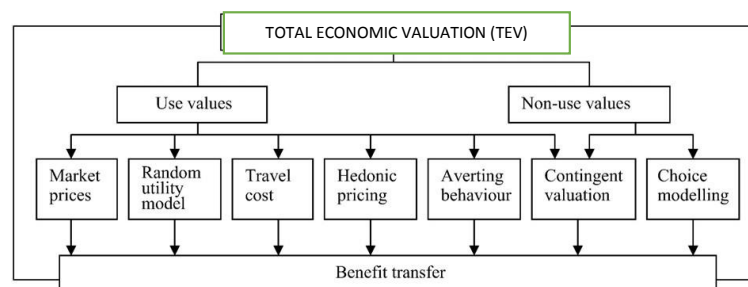 TOTAL ECONOMIC VALUATION (TEV)
Use values
Non-use values
Market
prices
Random
utility
model
Travel
cost
Hedonic
pricing
Averting
behaviour
Contingent
valuation
Choice
modelling
Benefit transfer